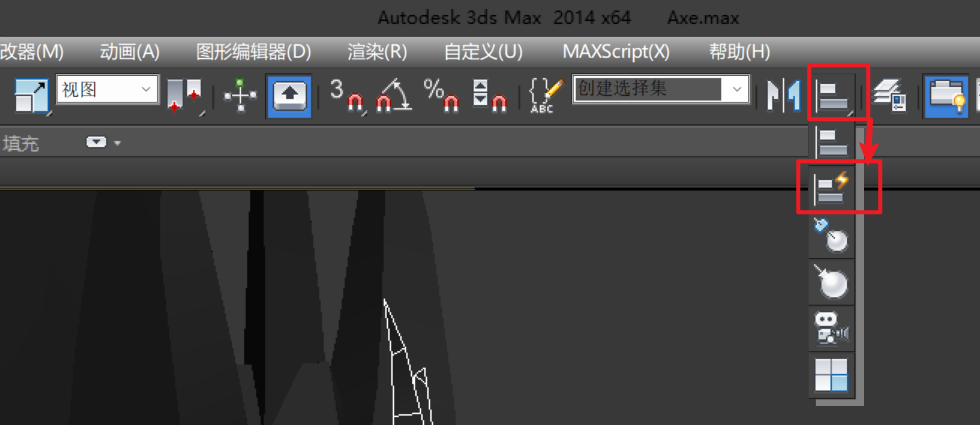 Autodesk 3ds Max 2014 x64 Axe.max
改器(M) 动画(A) 图形编辑器(D) 渲染(R) 自定义(U) MAXScript(X) 帮助(H)
视图 3 % ABC 创建选择集
填充